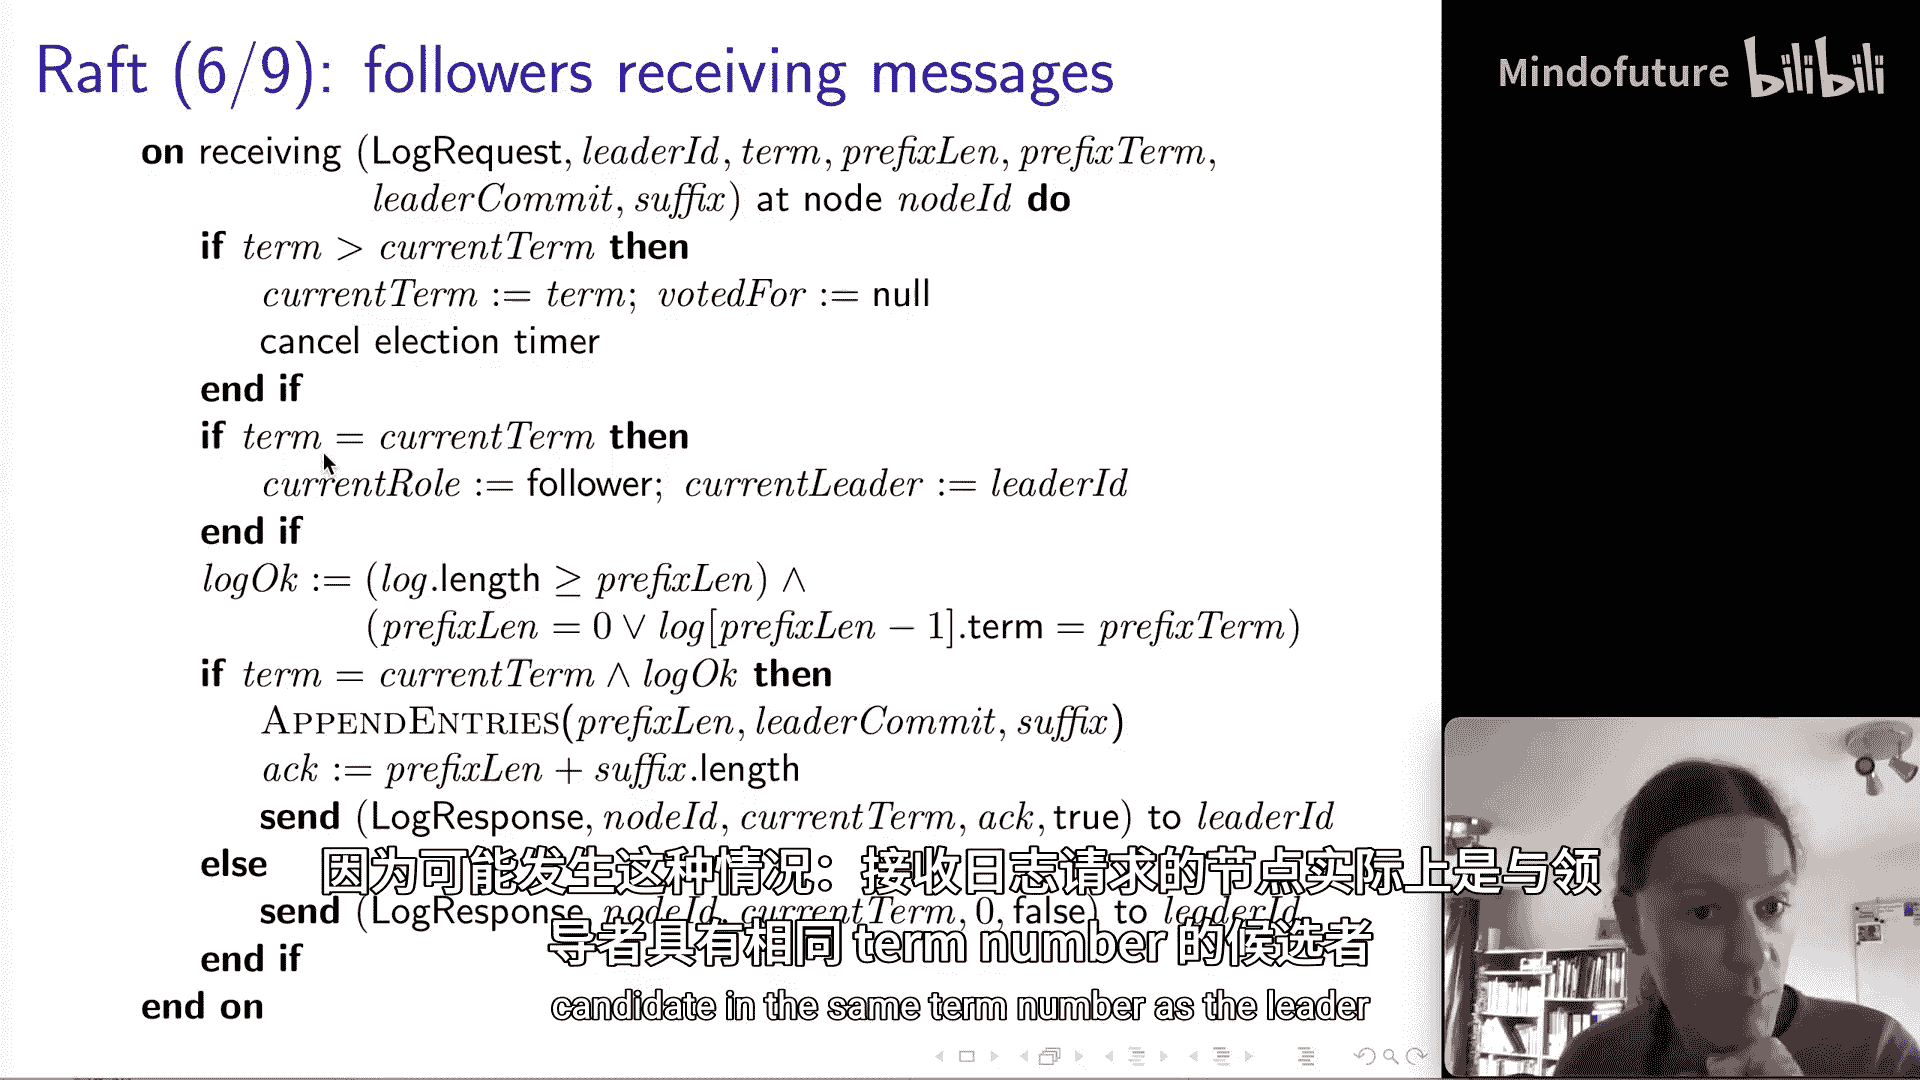 Raft (6/9): followers receiving messages
Mindofuture bilibili
on receiving (LogRequest, leaderId, term, prefixLen, prefixTerm,
leaderCommit, suffix) at node nodeId do
if term > currentTerm then
currentTerm := term; votedFor := null
cancel election timer
end if
if term = currentTerm then
currentRole := follower; currentLeader := leaderId
end if
logOk := (log.length ≥ prefixLen) ∧
(prefixLen = 0 ∨ log[prefixLen − 1].term = prefixTerm)
if term = currentTerm ∧ logOk then
AppendEntries(prefixLen, leaderCommit, suffix)
ack := prefixLen + suffix.length
send (LogResponse, nodeId, currentTerm, ack, true) to leaderId
else
send (LogResponse, nodeId, currentTerm, 0, false) to leaderId
end if
end on
因为可能发生这种情况：接收日志请求的节点实际上是与领
导者具有相同 term number 的候选者
candidate in the same term number as the leader